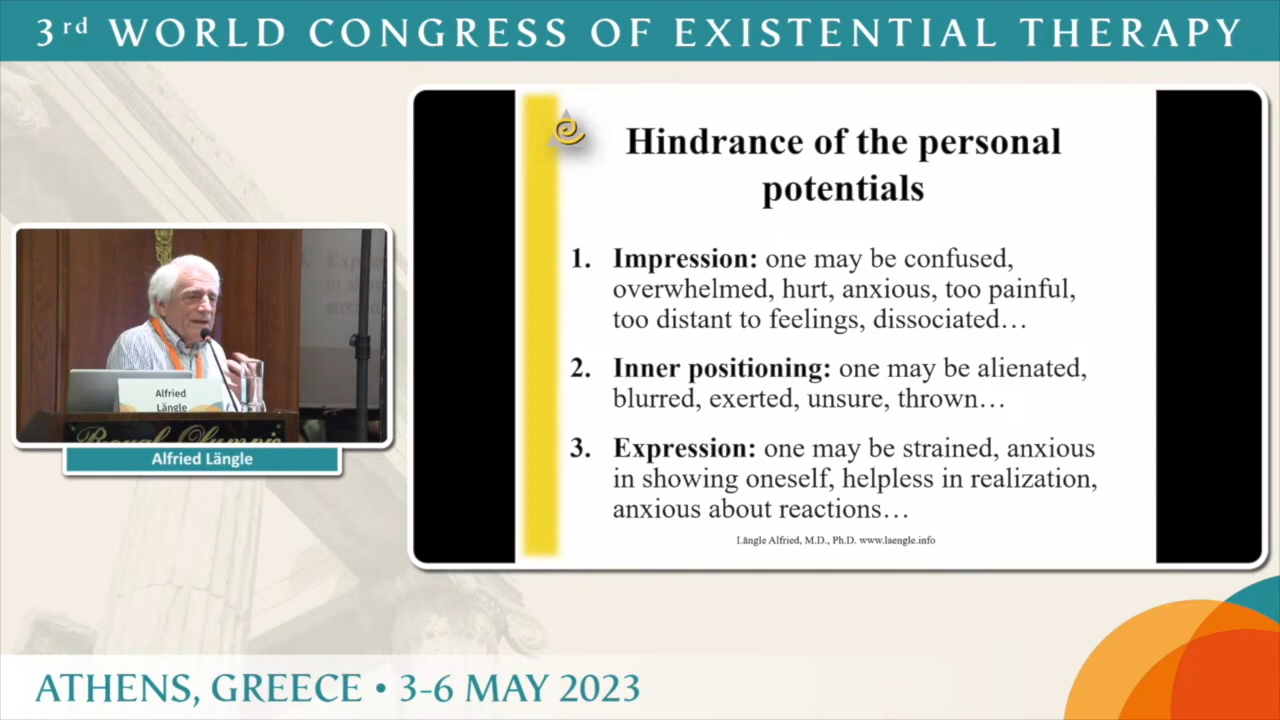 3rd WORLD CONGRESS OF EXISTENTIAL THERAPY
Hindrance of the personal
potentials
1. Impression: one may be confused,
overwhelmed, hurt, anxious, too painful,
too distant to feelings, dissociated…
2. Inner positioning: one may be alienated,
blurred, exerted, unsure, thrown…
3. Expression: one may be strained, anxious
in showing oneself, helpless in realization,
anxious about reactions…
Längle Alfried, M.D., Ph.D. www.laengle.info
Alfried
Längle
Royal Olympic
Alfried Längle
ATHENS, GREECE • 3-6 MAY 2023